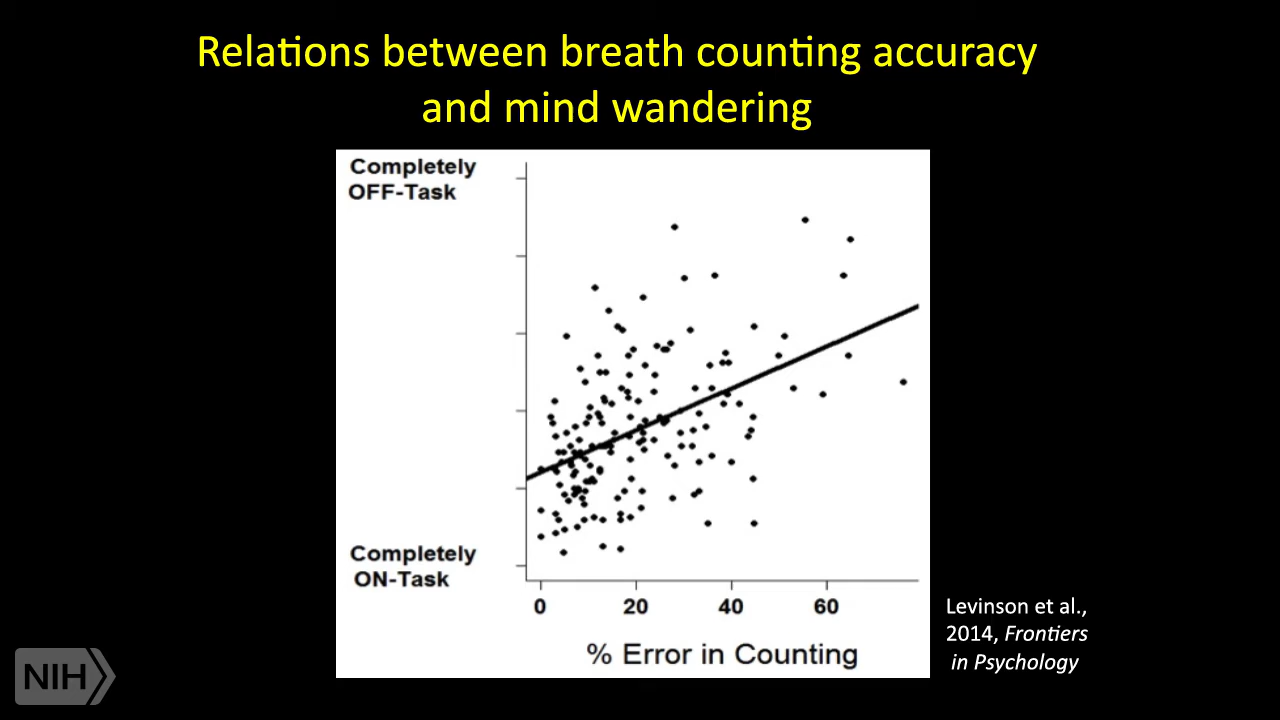 Relations between breath counting accuracy
and mind wandering
Completely
OFF-Task
Completely
ON-Task
0 20 40 60
% Error in Counting
Levinson et al.,
2014, Frontiers
in Psychology
NIH